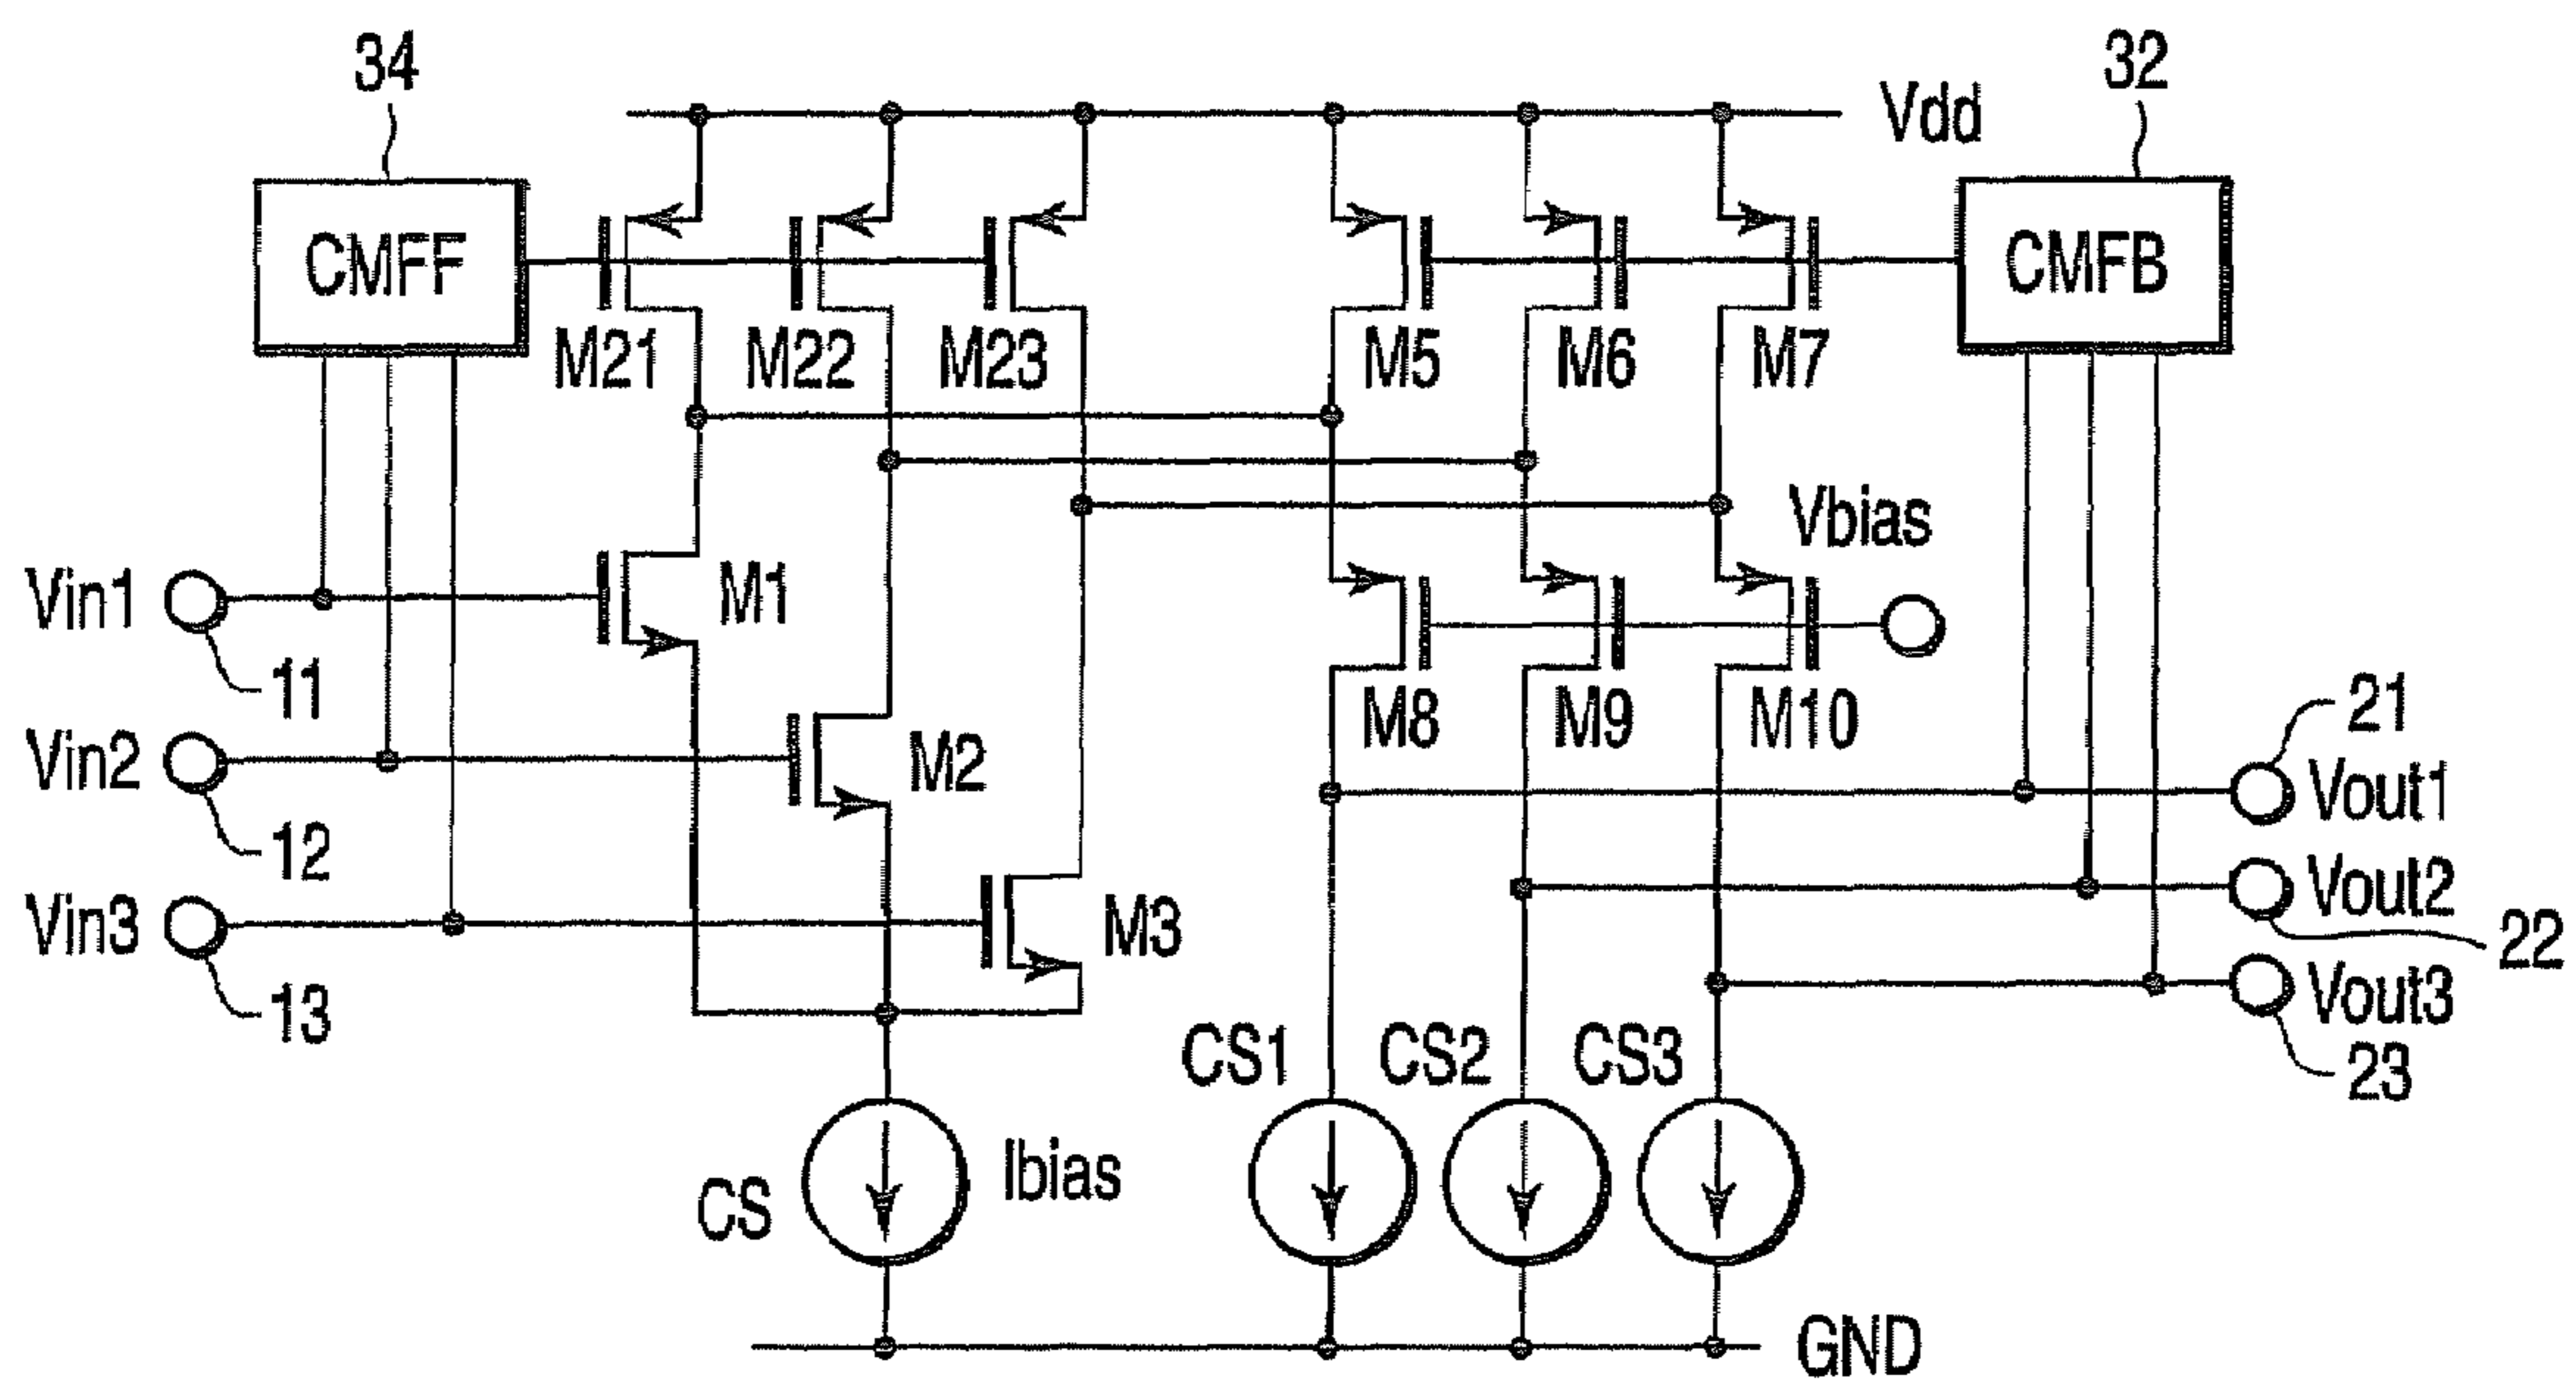 34
32
Vdd
CMFF
CMFB
M21
M22
M23
M5
M6
M7
Vbias
Vin1
M1
11
M8
M9
M10
21
Vin2
M2
Vout1
12
Vout2
Vin3
M3
22
13
Vout3
CS1
CS2
CS3
23
CS
Ibias
GND